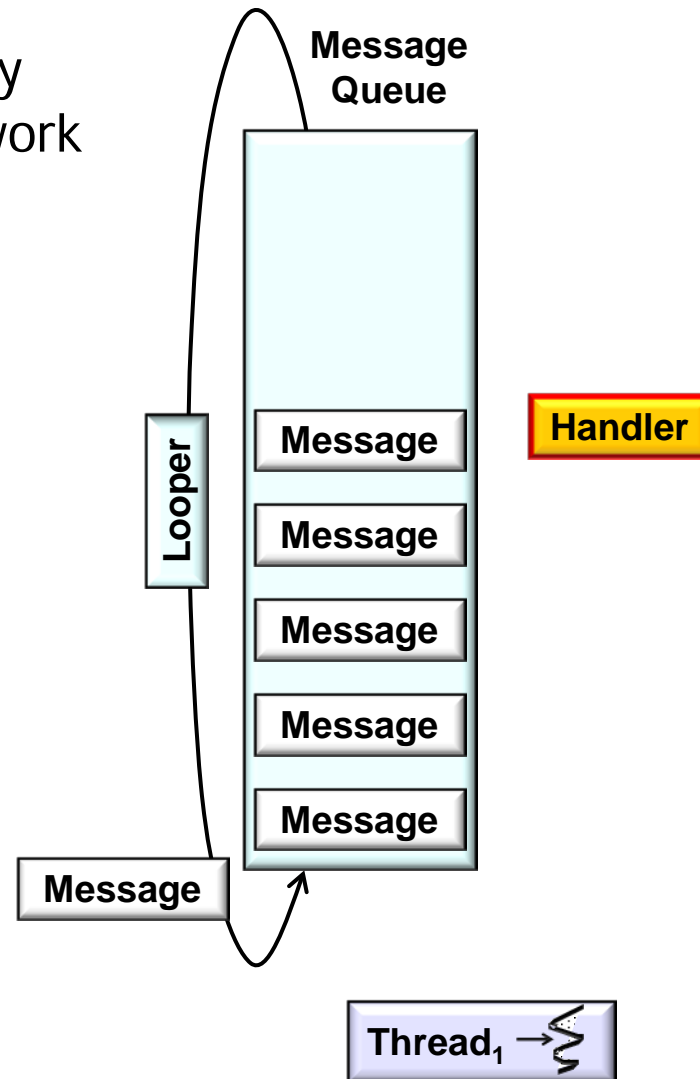 y
work
Message
Queue
Message
Handler
Looper
Message
Message
Message
Message
Message
Thread₁